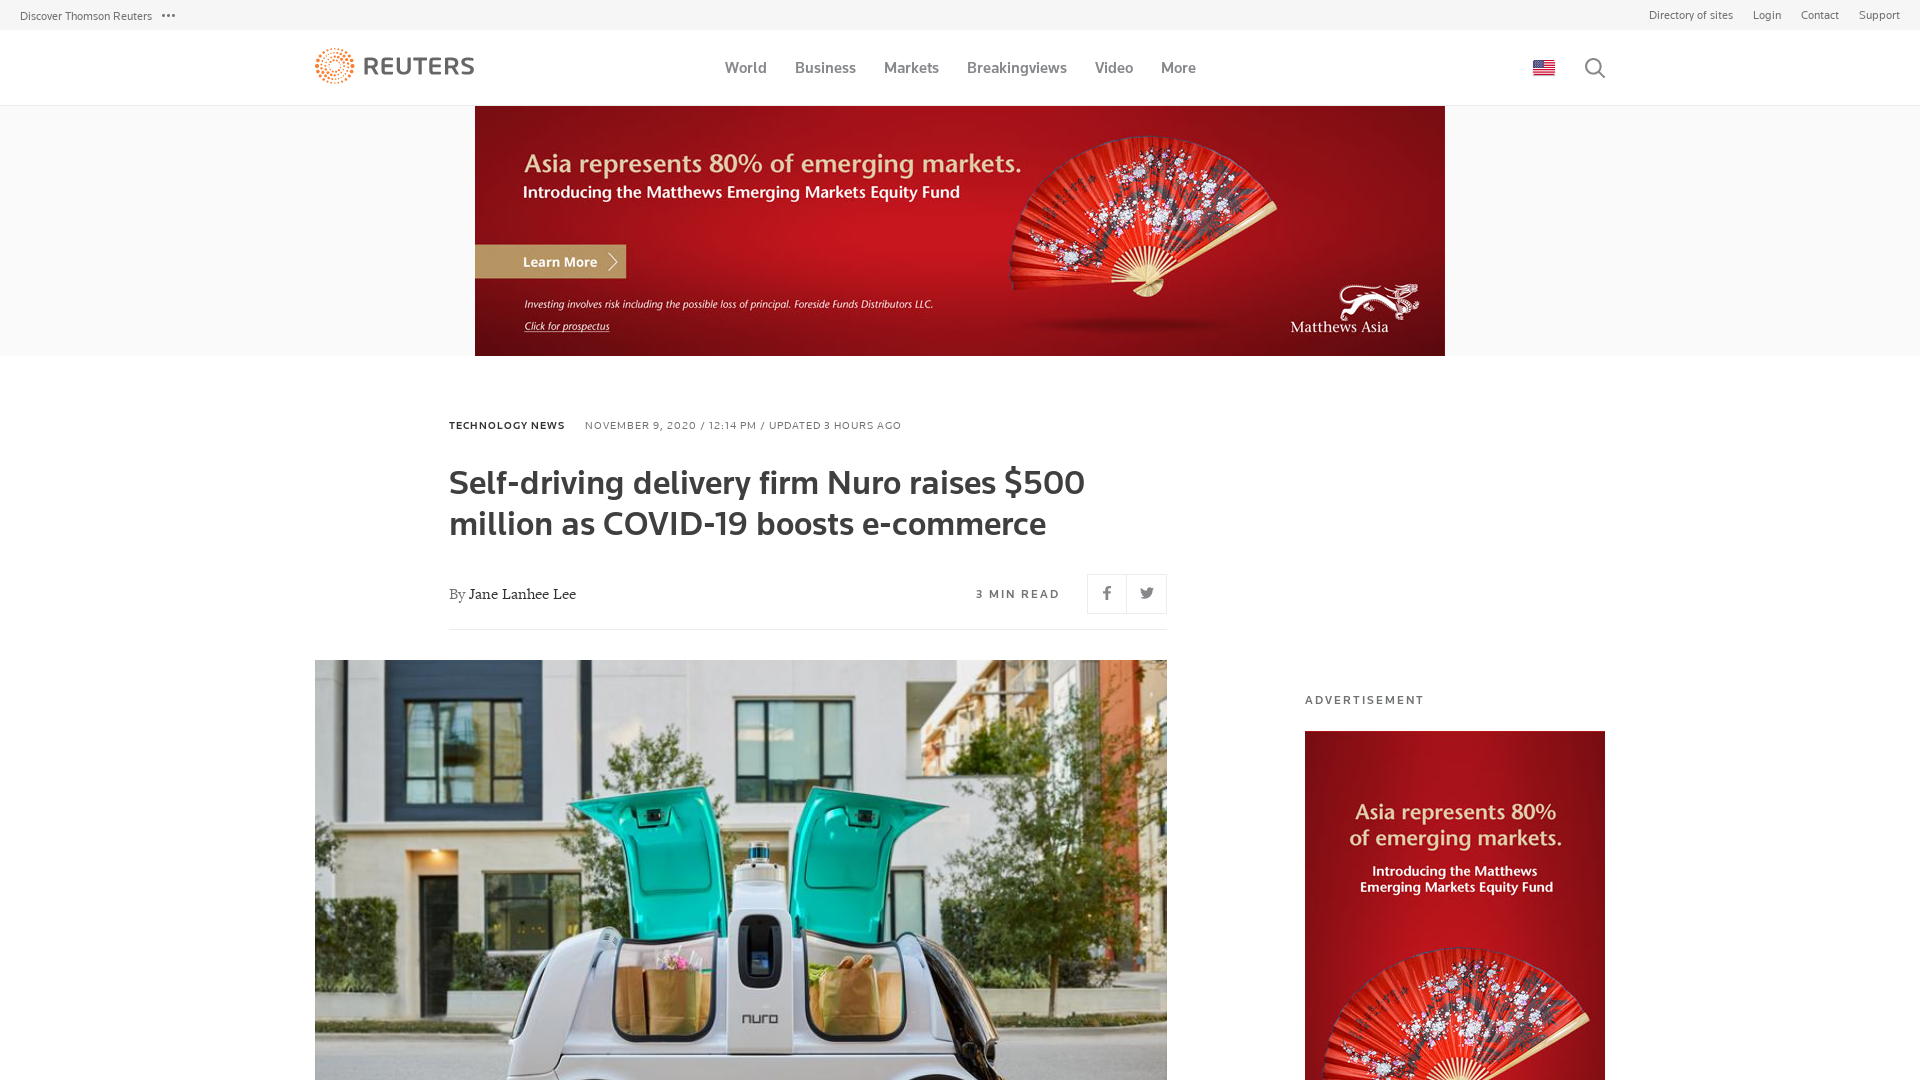 Discover Thomson Reuters
Directory of sites Login Contact Support
REUTERS
World Business Markets Breakingviews Video More
Asia represents 80% of emerging markets.
Introducing the Matthews Emerging Markets Equity Fund
Learn More
Investing involves risk including the possible loss of principal. Foreside Funds Distributors LLC.
Click for prospectus
Matthews Asia
TECHNOLOGY NEWS NOVEMBER 9, 2020 / 12:14 PM / UPDATED 3 HOURS AGO
Self-driving delivery firm Nuro raises $500
million as COVID-19 boosts e-commerce
By Jane Lanhee Lee
3 MIN READ
nuro
ADVERTISEMENT
Asia represents 80%
of emerging markets.
Introducing the Matthews
Emerging Markets Equity Fund